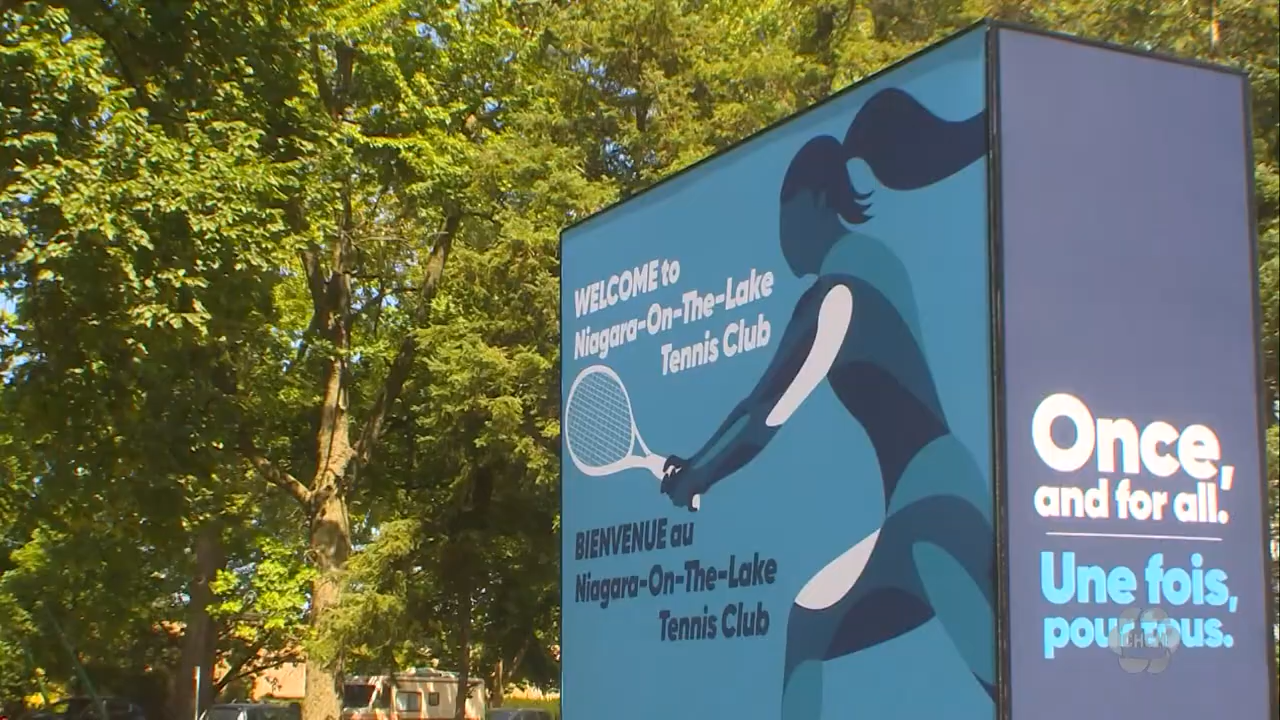 WELCOME to
Niagara-On-The-Lake
Tennis Club
BIENVENUE au
Niagara-On-The-Lake
Tennis Club
Once,
and for all.
Une fois,
pour tous.
CHCH